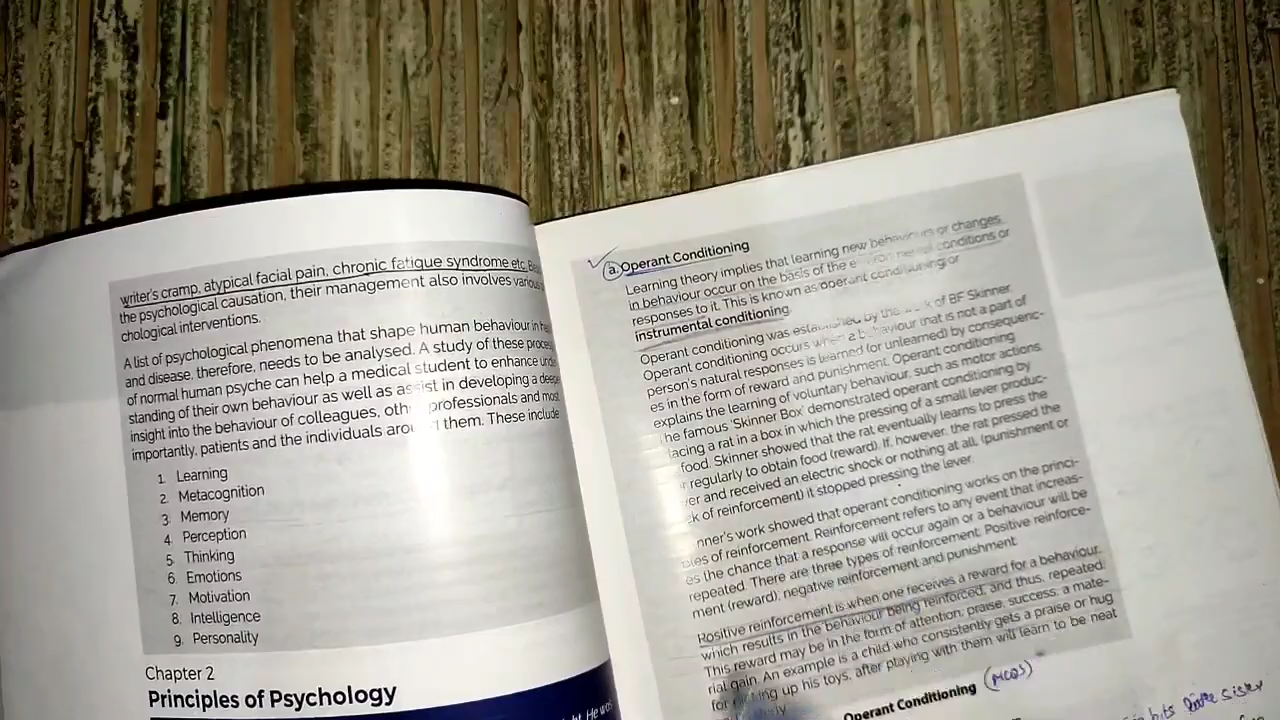 writer's cramp, atypical facial pain, chronic fatigue syndrome etc.
the psychological causation, their management also involves various
chological interventions.
A list of psychological phenomena that shape human behaviour in
and disease, therefore, needs to be analysed. A study of these
of normal human psyche can help a medical student to enhance
standing of their own behaviour as well as assist in developing a
insight into the behaviour of colleagues, professionals and most
importantly, patients and the individuals them. These include
1. Learning
2. Metacognition
3. Memory
4. Perception
5. Thinking
6. Emotions
7. Motivation
8. Intelligence
9. Personality
Chapter 2
Principles of Psychology
He was
a. Operant Conditioning
Learning theory implies that learning new behaviours or changes
in behaviour occur on the basis of the conditions or
responses to it. This is known as operant conditioning or
instrumental conditioning.
Operant conditioning was established by the of BF Skinner.
Operant conditioning occurs that is not a part of
person's natural responses is learned (or unlearned) by consequenc-
es in the form of reward and punishment. Operant conditioning
explains the learning of voluntary behaviour, such as motor actions.
he famous 'Skinner Box' demonstrated operant conditioning by
lacing a rat in a box in which the pressing of a small lever produc-
food. Skinner showed that the rat eventually learns to press the
r regularly to obtain food (reward). If, however, the rat pressed the
ver and received an electric shock or nothing at all, (punishment or
ck of reinforcement) it stopped pressing the lever.
nner's work showed that operant conditioning works on the princi-
ples of reinforcement. Reinforcement refers to any event that increas-
es the chance that a response will occur again or a behaviour will be
repeated. There are three types of reinforcement: Positive reinforce-
ment (reward); negative reinforcement and punishment.
Positive reinforcement is when one receives a reward for a behaviour,
which results in the behaviour being reinforced, and thus, repeated.
This reward may be in the form of attention, praise, success, a mate-
rial gain. An example is a child who consistently gets a praise or hug
for up his toys, after playing with them will learn to be neat
Operant Conditioning (MCQS)
sister